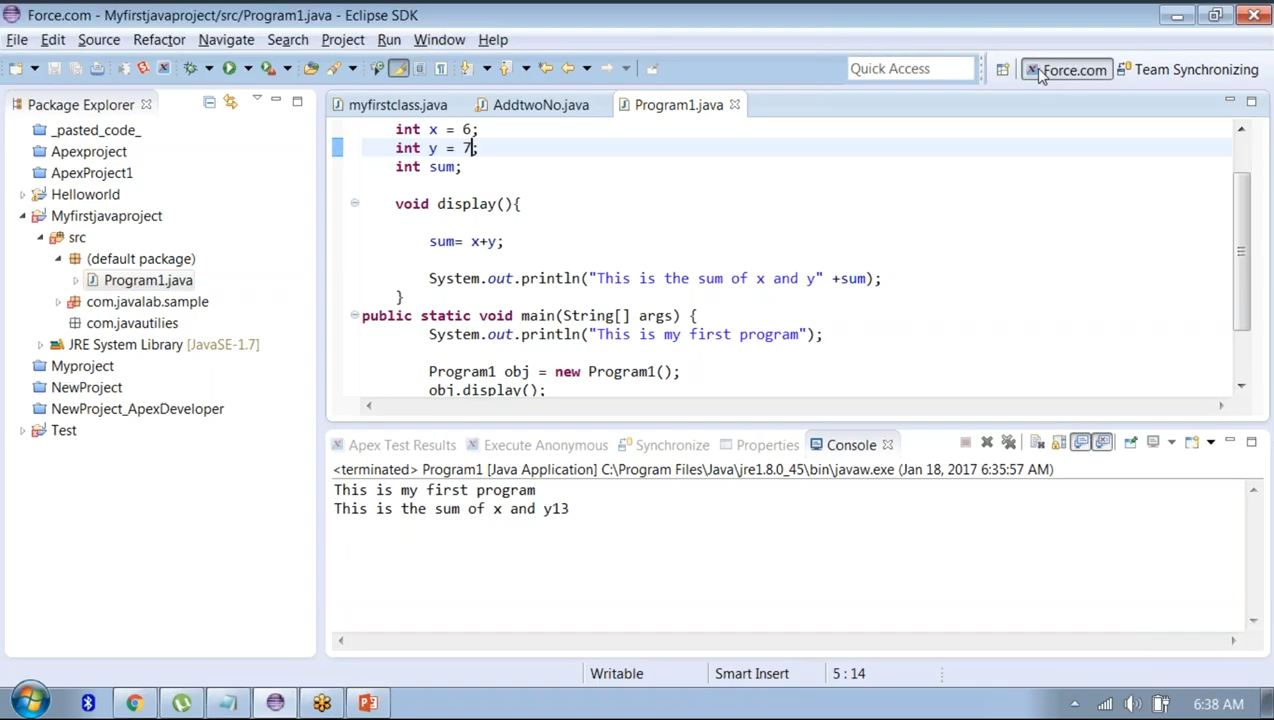 Force.com - Myfirstjavaproject/src/Program1.java - Eclipse SDK
File Edit Source Refactor Navigate Search Project Run Window Help
Quick Access Force.com Team Synchronizing
Package Explorer
_pasted_code_
Apexproject
ApexProject1
Helloworld
Myfirstjavaproject
src
(default package)
Program1.java
com.javalab.sample
com.javautilies
JRE System Library [JavaSE-1.7]
Myproject
NewProject
NewProject_ApexDeveloper
Test
myfirstclass.java AddtwoNo.java Program1.java
int x = 6;
int y = 7;
int sum;
void display(){
sum= x+y;
System.out.println("This is the sum of x and y" +sum);
}
public static void main(String[] args) {
System.out.println("This is my first program");
Program1 obj = new Program1();
obj.display();
Apex Test Results Execute Anonymous Synchronize Properties Console
<terminated> Program1 [Java Application] C:\Program Files\Java\jre1.8.0_45\bin\javaw.exe (Jan 18, 2017 6:35:57 AM)
This is my first program
This is the sum of x and y13
Writable Smart Insert 5 : 14
6:38 AM